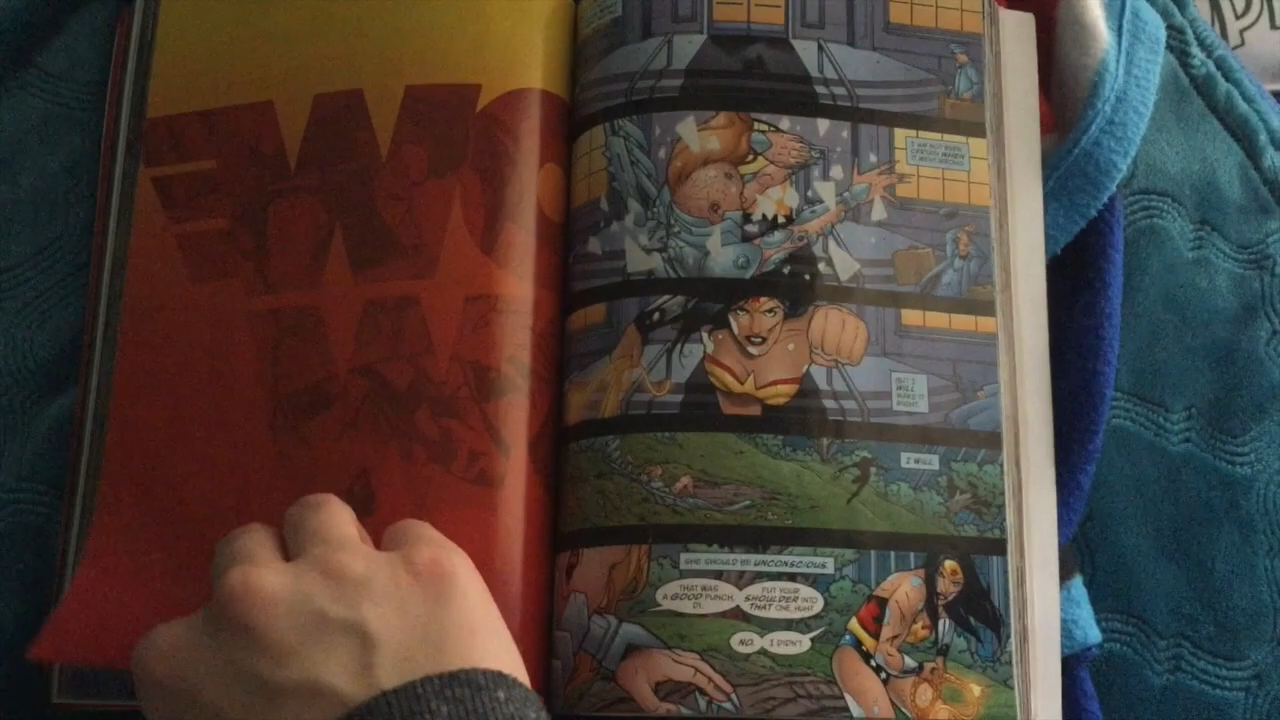 WO
I AM NOT EVEN
CERTAIN WHEN
IT WENT WRONG.
BUT I
WILL
MAKE IT
RIGHT.
I WILL.
SHE SHOULD BE UNCONSCIOUS.
THAT WAS
A GOOD PUNCH,
DI.
PUT YOUR
SHOULDER INTO
THAT ONE, HUH?
NO. I DIDN'T.